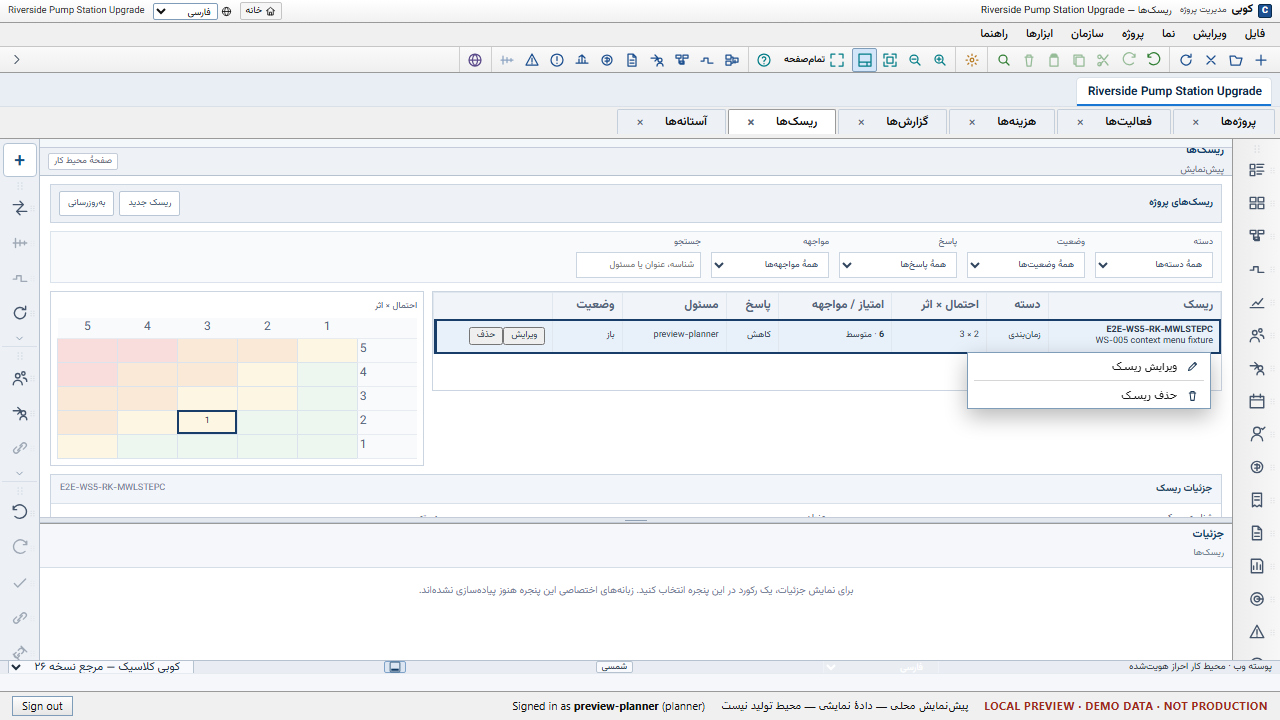 کوبی مدیریت پروژه Riverside Pump Station Upgrade — ریسک‌ها
خانه فارسی Riverside Pump Station Upgrade
فایل ویرایش نما پروژه سازمان ابزارها راهنما
تمام‌صفحه
Riverside Pump Station Upgrade
پروژه‌ها × فعالیت‌ها × هزینه‌ها × گزارش‌ها × ریسک‌ها × آستانه‌ها ×
ریسک‌ها
صفحهٔ محیط کار
پیش‌نمایش
ریسک‌های پروژه ریسک جدید به‌روزرسانی
دسته وضعیت پاسخ مواجهه جستجو
همهٔ دسته‌ها همهٔ وضعیت‌ها همهٔ پاسخ‌ها همهٔ مواجهه‌ها شناسه، عنوان یا مسئول
ریسک دسته احتمال × اثر امتیاز / مواجهه پاسخ مسئول وضعیت
E2E-WS5-RK-MWLSTEPC
WS-005 context menu fixture
زمان‌بندی 2 × 3 6 · متوسط کاهش preview-planner باز ویرایش حذف
ویرایش ریسک
حذف ریسک
احتمال × اثر
1 2 3 4 5
5
4
3
2 1
1
جزئیات ریسک E2E-WS5-RK-MWLSTEPC
جزئیات
ریسک‌ها
برای نمایش جزئیات، یک رکورد در این پنجره انتخاب کنید. زبانه‌های اختصاصی این پنجره هنوز پیاده‌سازی نشده‌اند.
پوسته وب · محیط کار احراز هویت‌شده فارسی شمسی کوبی کلاسیک — مرجع نسخه ۲۶
LOCAL PREVIEW · DEMO DATA · NOT PRODUCTION پیش‌نمایش محلی — دادهٔ نمایشی — محیط تولید نیست Signed in as preview-planner (planner) Sign out